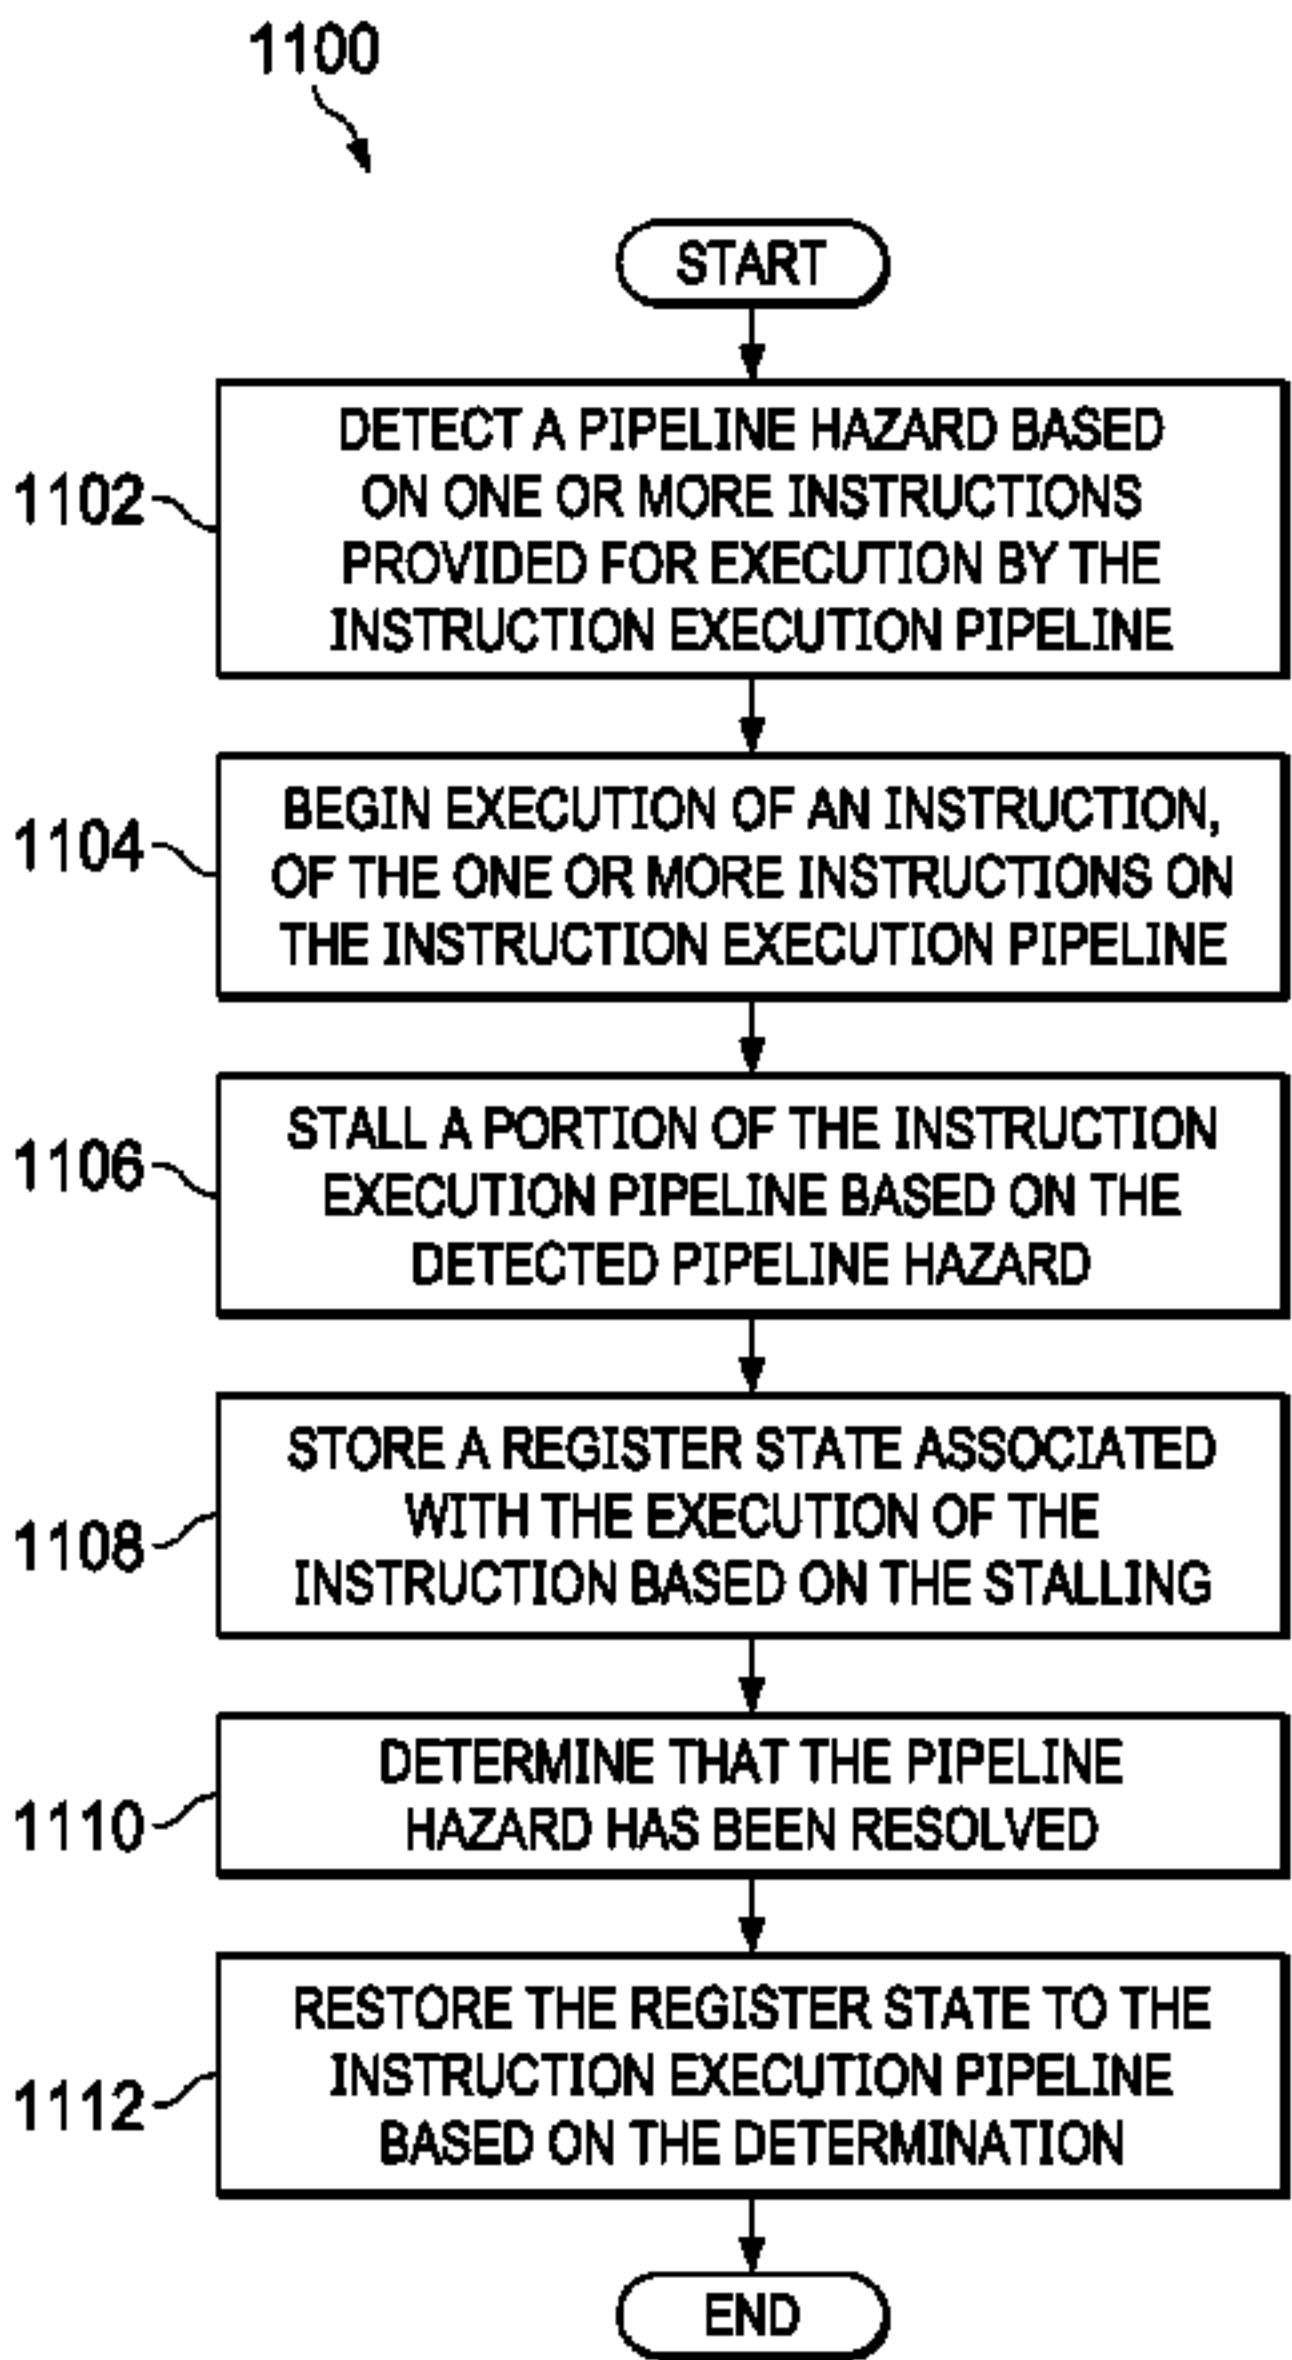 1100
START
1102
DETECT A PIPELINE HAZARD BASED
ON ONE OR MORE INSTRUCTIONS
PROVIDED FOR EXECUTION BY THE
INSTRUCTION EXECUTION PIPELINE
1104
BEGIN EXECUTION OF AN INSTRUCTION,
OF THE ONE OR MORE INSTRUCTIONS ON
THE INSTRUCTION EXECUTION PIPELINE
1106
STALL A PORTION OF THE INSTRUCTION
EXECUTION PIPELINE BASED ON THE
DETECTED PIPELINE HAZARD
1108
STORE A REGISTER STATE ASSOCIATED
WITH THE EXECUTION OF THE
INSTRUCTION BASED ON THE STALLING
1110
DETERMINE THAT THE PIPELINE
HAZARD HAS BEEN RESOLVED
1112
RESTORE THE REGISTER STATE TO THE
INSTRUCTION EXECUTION PIPELINE
BASED ON THE DETERMINATION
END